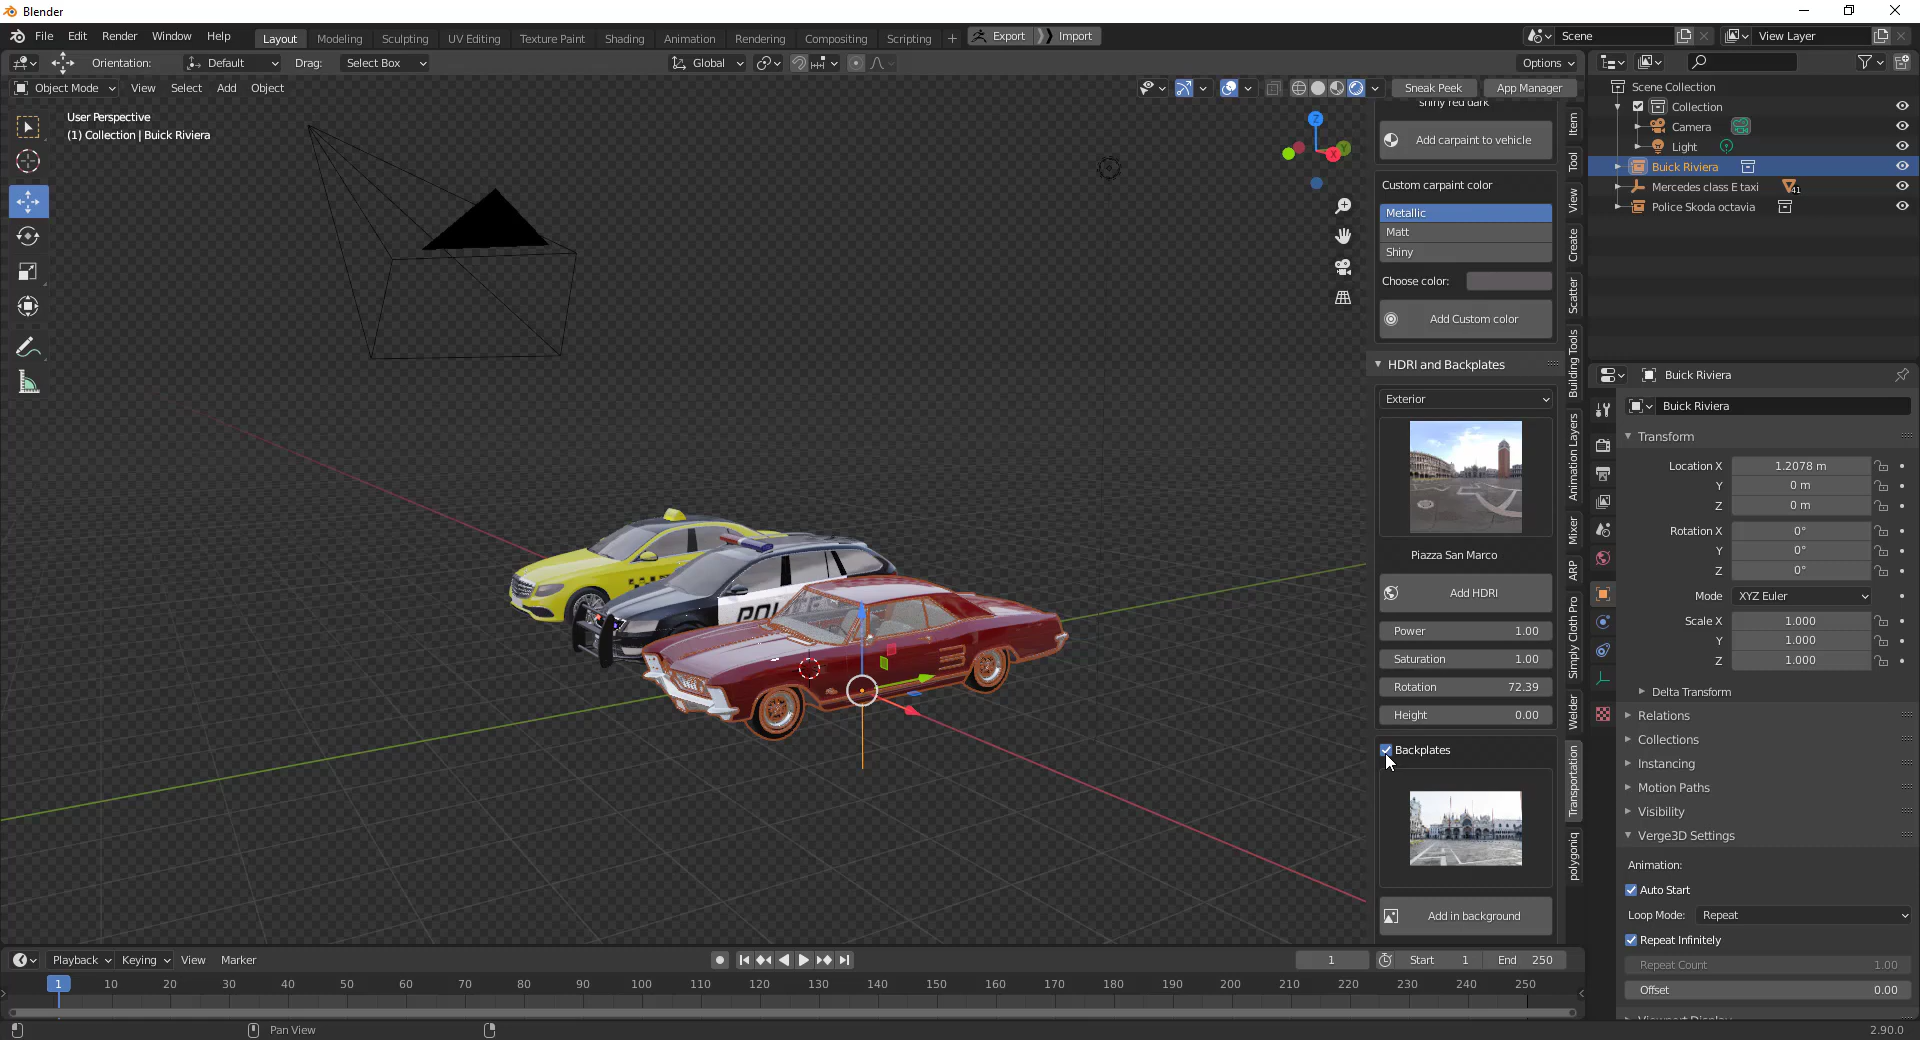 Blender
File Edit Render Window Help Layout Modeling Sculpting UV Editing Texture Paint Shading Animation Rendering Compositing Scripting + Export Import Scene View Layer
Orientation: Default Drag: Select Box Global Options
Object Mode View Select Add Object Sneak Peek App Manager
User Perspective
(1) Collection | Buick Riviera
Z
Y
X
shiny red dark
Add carpaint to vehicle
Custom carpaint color
Metallic
Matt
Shiny
Choose color:
Add Custom color
HDRI and Backplates
Exterior
Piazza San Marco
Add HDRI
Power 1.00
Saturation 1.00
Rotation 72.39
Height 0.00
Backplates
Add in background
Item
Tool
View
Create
Scatter
Building Tools
Animation Layers
Mixer
ARP
Simply Cloth Pro
Welder
Transportation
polygoniq
Scene Collection
Collection
Camera
Light
Buick Riviera
Mercedes class E taxi 41
Police Skoda octavia
Buick Riviera
Buick Riviera
Transform
Location X 1.2078 m
Y 0 m
Z 0 m
Rotation X 0°
Y 0°
Z 0°
Mode XYZ Euler
Scale X 1.000
Y 1.000
Z 1.000
Delta Transform
Relations
Collections
Instancing
Motion Paths
Visibility
Verge3D Settings
Animation:
Auto Start
Loop Mode: Repeat
Repeat Infinitely
Repeat Count 1.00
Offset 0.00
Viewport Display
Playback Keying View Marker 1 Start 1 End 250
1 10 20 30 40 50 60 70 80 90 100 110 120 130 140 150 160 170 180 190 200 210 220 230 240 250
Pan View 2.90.0